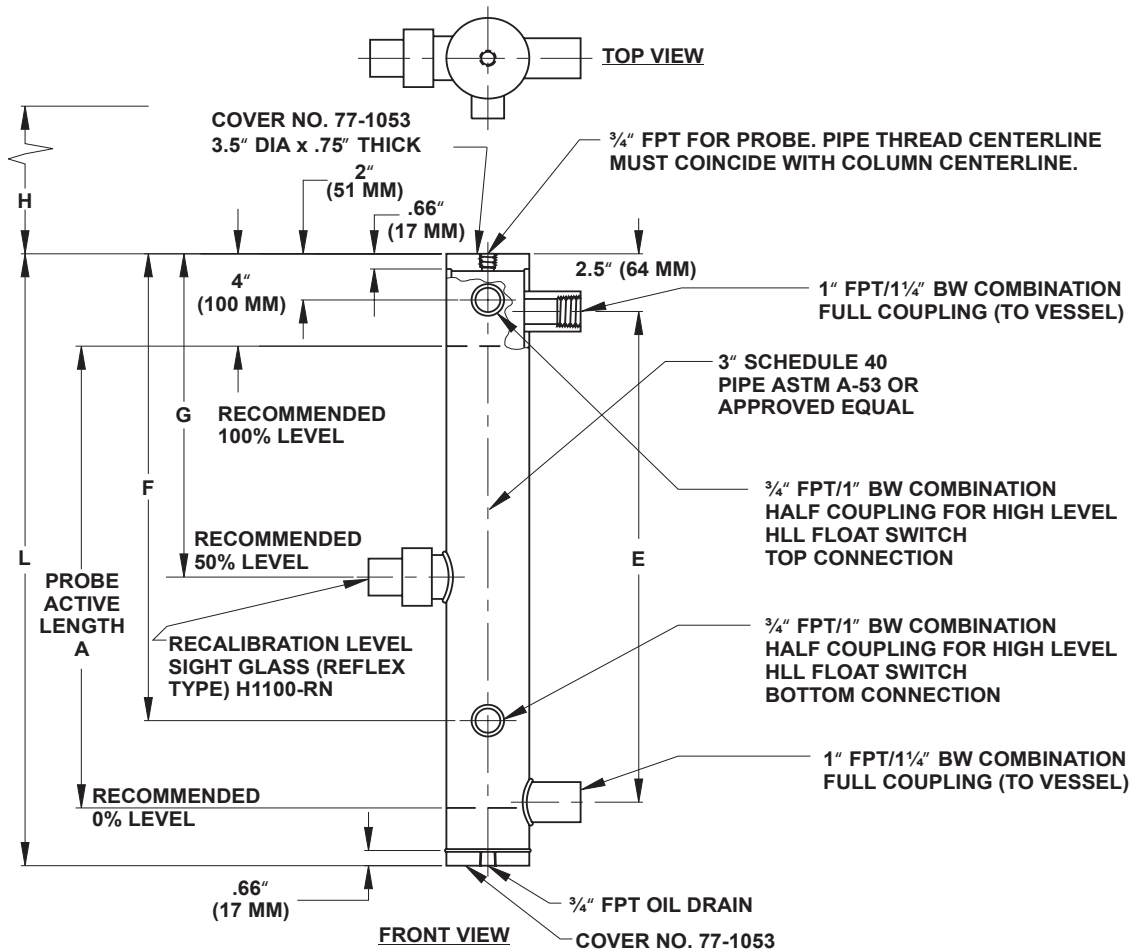 TOP VIEW
COVER NO. 77-1053
3.5“ DIA x .75” THICK
¾“ FPT FOR PROBE. PIPE THREAD CENTERLINE
MUST COINCIDE WITH COLUMN CENTERLINE.
2“
(51 MM)
.66“
(17 MM)
H
4“
(100 MM)
2.5“ (64 MM)
1“ FPT/1¼” BW COMBINATION
FULL COUPLING (TO VESSEL)
3“ SCHEDULE 40
PIPE ASTM A-53 OR
APPROVED EQUAL
G
RECOMMENDED
100% LEVEL
F
¾“ FPT/1” BW COMBINATION
HALF COUPLING FOR HIGH LEVEL
HLL FLOAT SWITCH
TOP CONNECTION
RECOMMENDED
50% LEVEL
L
E
PROBE
ACTIVE
LENGTH
A
RECALIBRATION LEVEL
SIGHT GLASS (REFLEX
TYPE) H1100-RN
¾“ FPT/1” BW COMBINATION
HALF COUPLING FOR HIGH LEVEL
HLL FLOAT SWITCH
BOTTOM CONNECTION
1“ FPT/1¼” BW COMBINATION
FULL COUPLING (TO VESSEL)
RECOMMENDED
0% LEVEL
.66“
(17 MM)
¾“ FPT OIL DRAIN
FRONT VIEW
COVER NO. 77-1053